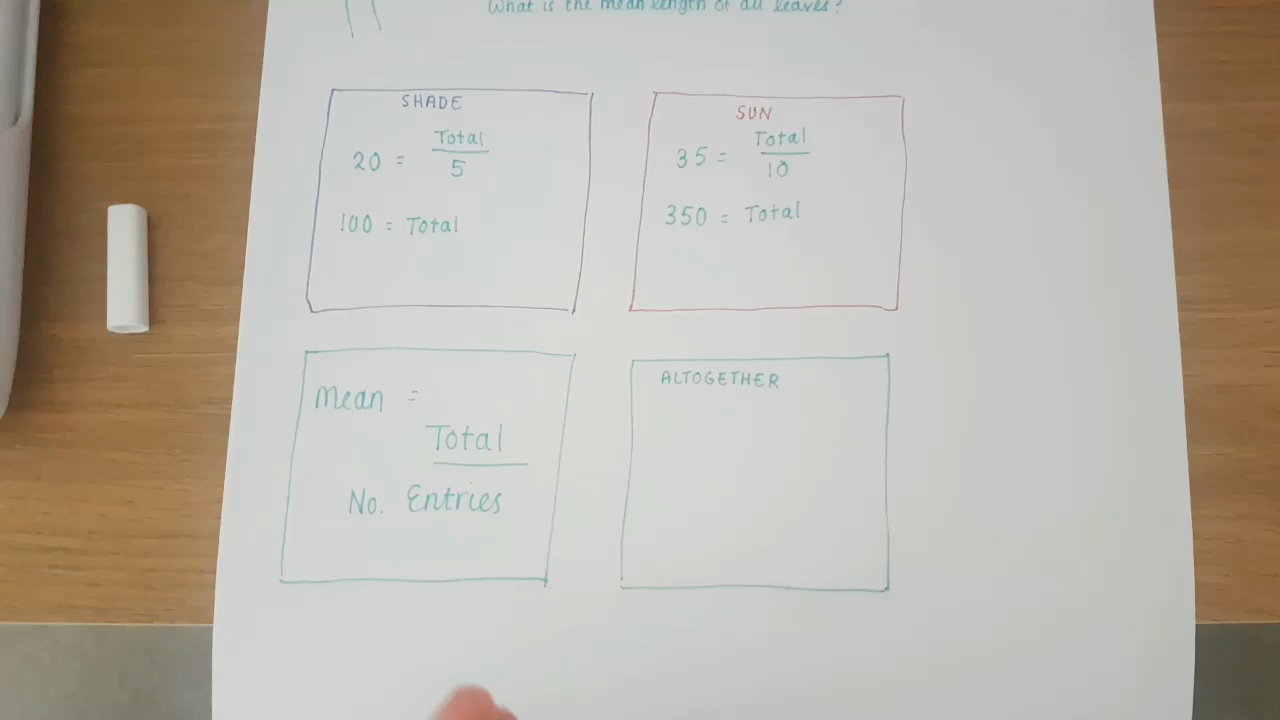 What is the mean length of all leaves?
SHADE
20 = Total
5
100 = Total
SUN
35 = Total
10
350 = Total
Mean =
Total
No. Entries
ALTOGETHER